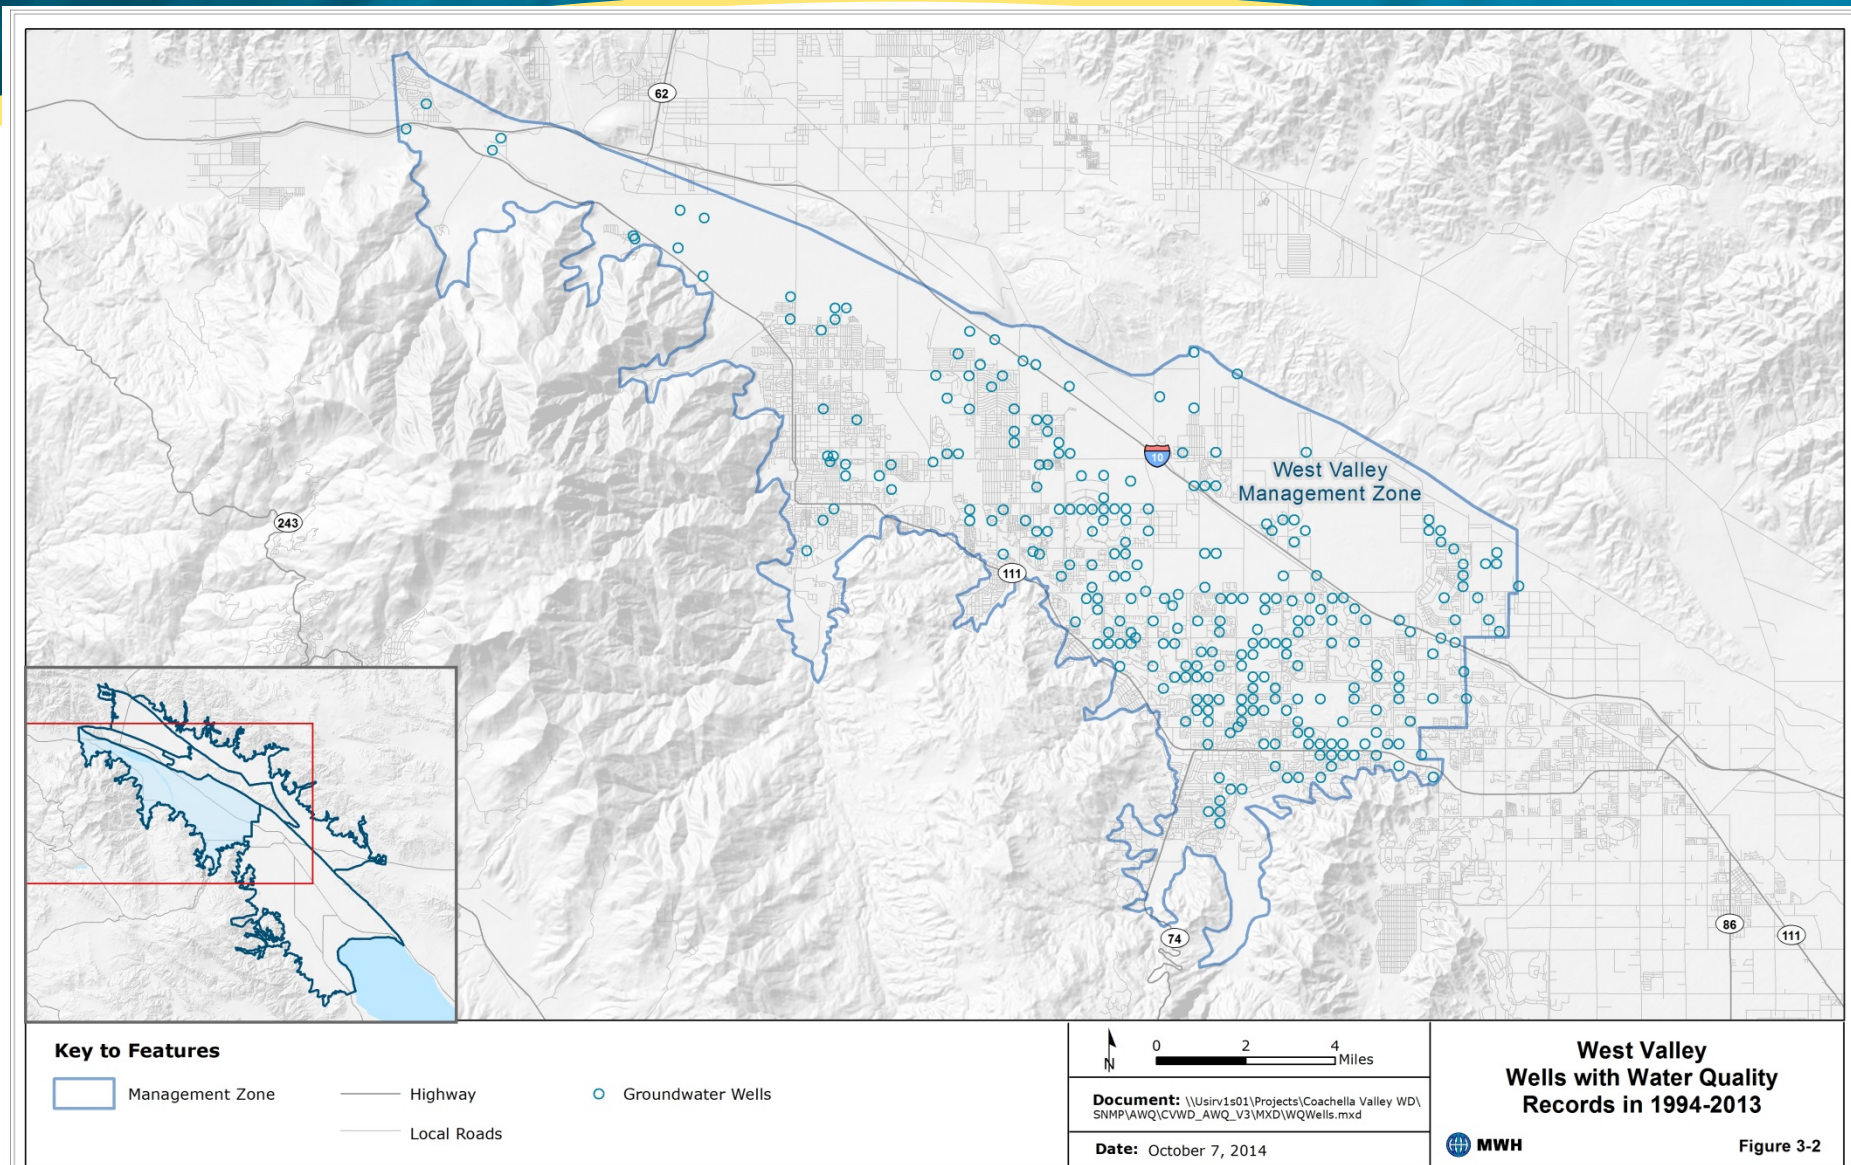 62
243
10
West Valley
Management Zone
111
74
86
111
Key to Features
Management Zone
Highway
Local Roads
Groundwater Wells
N
0 2 4
Miles
Document: \\Usirv1s01\Projects\Coachella Valley WD\
SNMP\AWQ\CVWD_AWQ_V3\MXD\WQWells.mxd
Date: October 7, 2014
West Valley
Wells with Water Quality
Records in 1994-2013
MWH
Figure 3-2